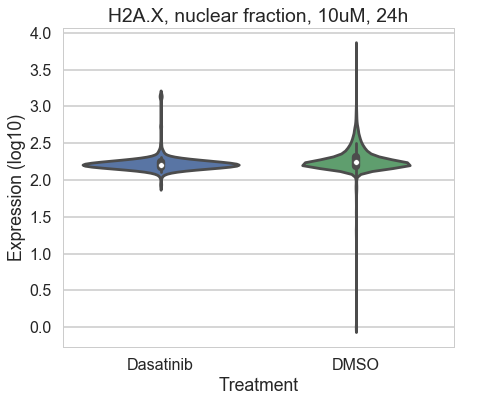 H2A.X, nuclear fraction, 10uM, 24h
Expression (log10)
4.0
3.5
3.0
2.5
2.0
1.5
1.0
0.5
0.0
Dasatinib DMSO
Treatment